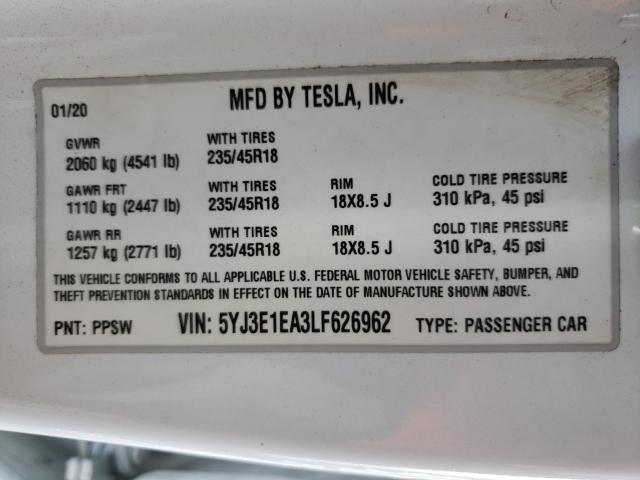 MFD BY TESLA, INC.
01/20
GVWR WITH TIRES
2060 kg (4541 lb) 235/45R18
GAWR FRT WITH TIRES RIM COLD TIRE PRESSURE
1110 kg (2447 lb) 235/45R18 18X8.5 J 310 kPa, 45 psi
GAWR RR WITH TIRES RIM COLD TIRE PRESSURE
1257 kg (2771 lb) 235/45R18 18X8.5 J 310 kPa, 45 psi
THIS VEHICLE CONFORMS TO ALL APPLICABLE U.S. FEDERAL MOTOR VEHICLE SAFETY, BUMPER, AND
THEFT PREVENTION STANDARDS IN EFFECT ON THE DATE OF MANUFACTURE SHOWN ABOVE.
PNT: PPSW VIN: 5YJ3E1EA3LF626962 TYPE: PASSENGER CAR